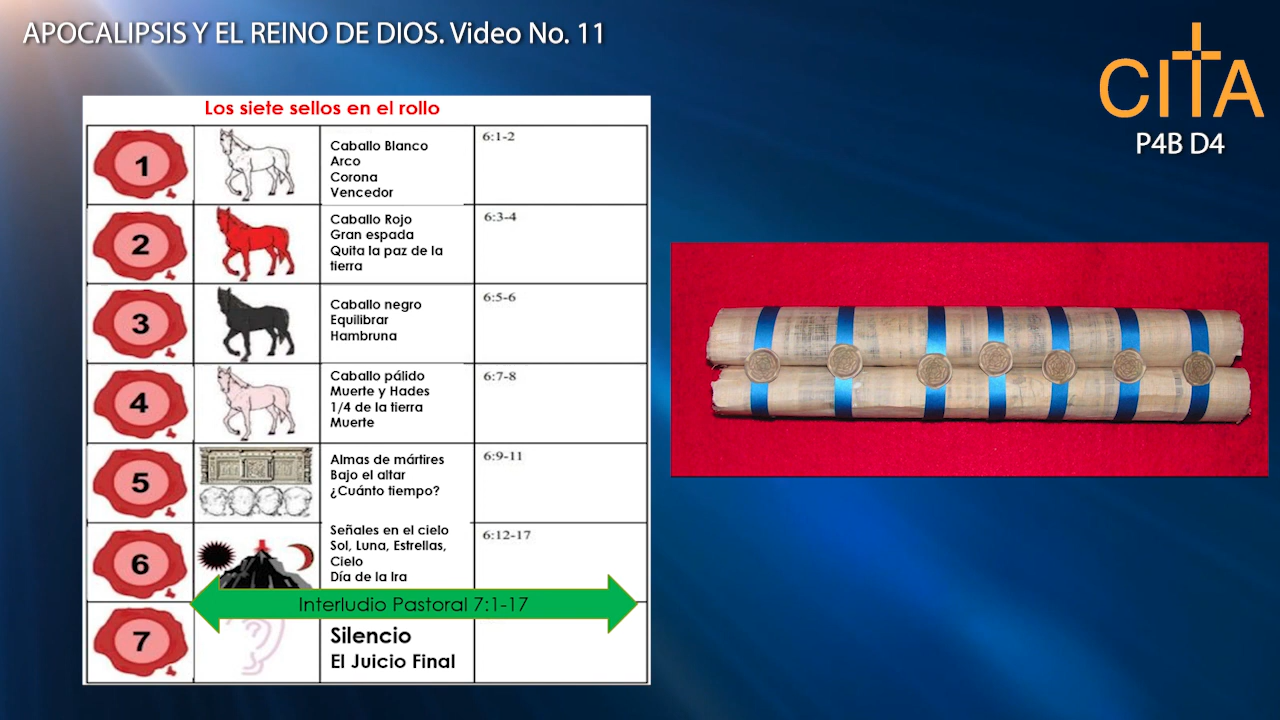 APOCALIPSIS Y EL REINO DE DIOS. Video No. 11
CITA
P4B D4
Los siete sellos en el rollo
1
Caballo Blanco
Arco
Corona
Vencedor
6:1-2
2
Caballo Rojo
Gran espada
Quita la paz de la
tierra
6:3-4
3
Caballo negro
Equilibrar
Hambruna
6:5-6
4
Caballo pálido
Muerte y Hades
1/4 de la tierra
Muerte
6:7-8
5
Almas de mártires
Bajo el altar
¿Cuánto tiempo?
6:9-11
6
Señales en el cielo
Sol, Luna, Estrellas,
Cielo
Día de la Ira
6:12-17
Interludio Pastoral 7:1-17
7
Silencio
El Juicio Final